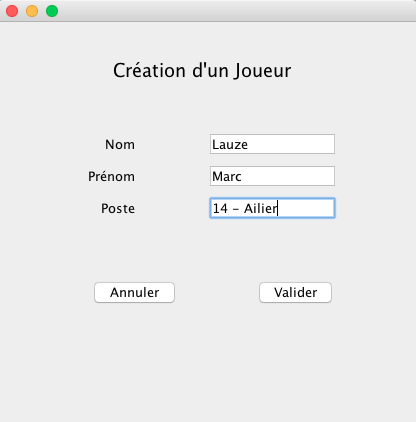 Création d'un Joueur
Nom Lauze
Prénom Marc
Poste 14 - Ailier
Annuler Valider